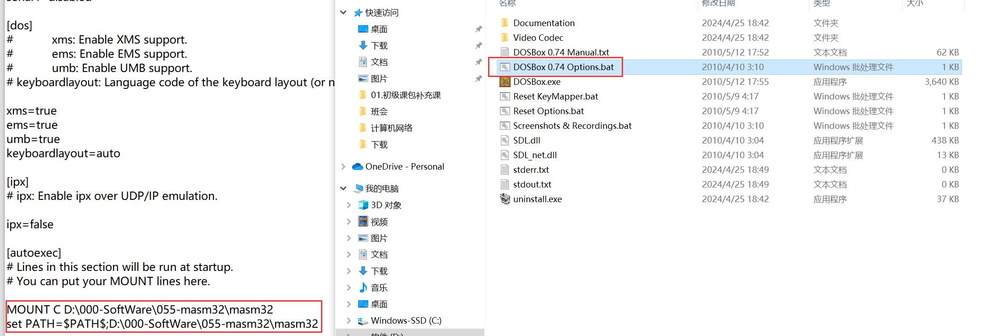 [dos]
# xms: Enable XMS support.
# ems: Enable EMS support.
# umb: Enable UMB support.
# keyboardlayout: Language code of the keyboard layout (or n
xms=true
ems=true
umb=true
keyboardlayout=auto
[ipx]
# ipx: Enable ipx over UDP/IP emulation.
ipx=false
[autoexec]
# Lines in this section will be run at startup.
# You can put your MOUNT lines here.
MOUNT C D:\000-SoftWare\055-masm32\masm32
set PATH=$PATH$;D:\000-SoftWare\055-masm32\masm32
快速访问
桌面
下载
文档
图片
01.初级课包补充课
班会
计算机网络
下载
OneDrive - Personal
我的电脑
3D 对象
视频
图片
文档
下载
音乐
桌面
Windows-SSD (C:)
软件 (D:)
名称 修改日期 类型 大小
Documentation 2024/4/25 18:42 文件夹
Video Codec 2024/4/25 18:42 文件夹
DOSBox 0.74 Manual.txt 2010/5/12 17:52 文本文档 62 KB
DOSBox 0.74 Options.bat 2010/4/10 3:10 Windows 批处理文件 1 KB
DOSBox.exe 2010/5/12 17:55 应用程序 3,640 KB
Reset KeyMapper.bat 2010/5/9 4:17 Windows 批处理文件 1 KB
Reset Options.bat 2010/5/9 4:17 Windows 批处理文件 1 KB
Screenshots & Recordings.bat 2010/4/10 3:10 Windows 批处理文件 1 KB
SDL.dll 2010/4/10 3:04 应用程序扩展 438 KB
SDL_net.dll 2010/4/10 3:04 应用程序扩展 13 KB
stderr.txt 2024/4/25 18:49 文本文档 0 KB
stdout.txt 2024/4/25 18:49 文本文档 0 KB
uninstall.exe 2024/4/25 18:42 应用程序 37 KB